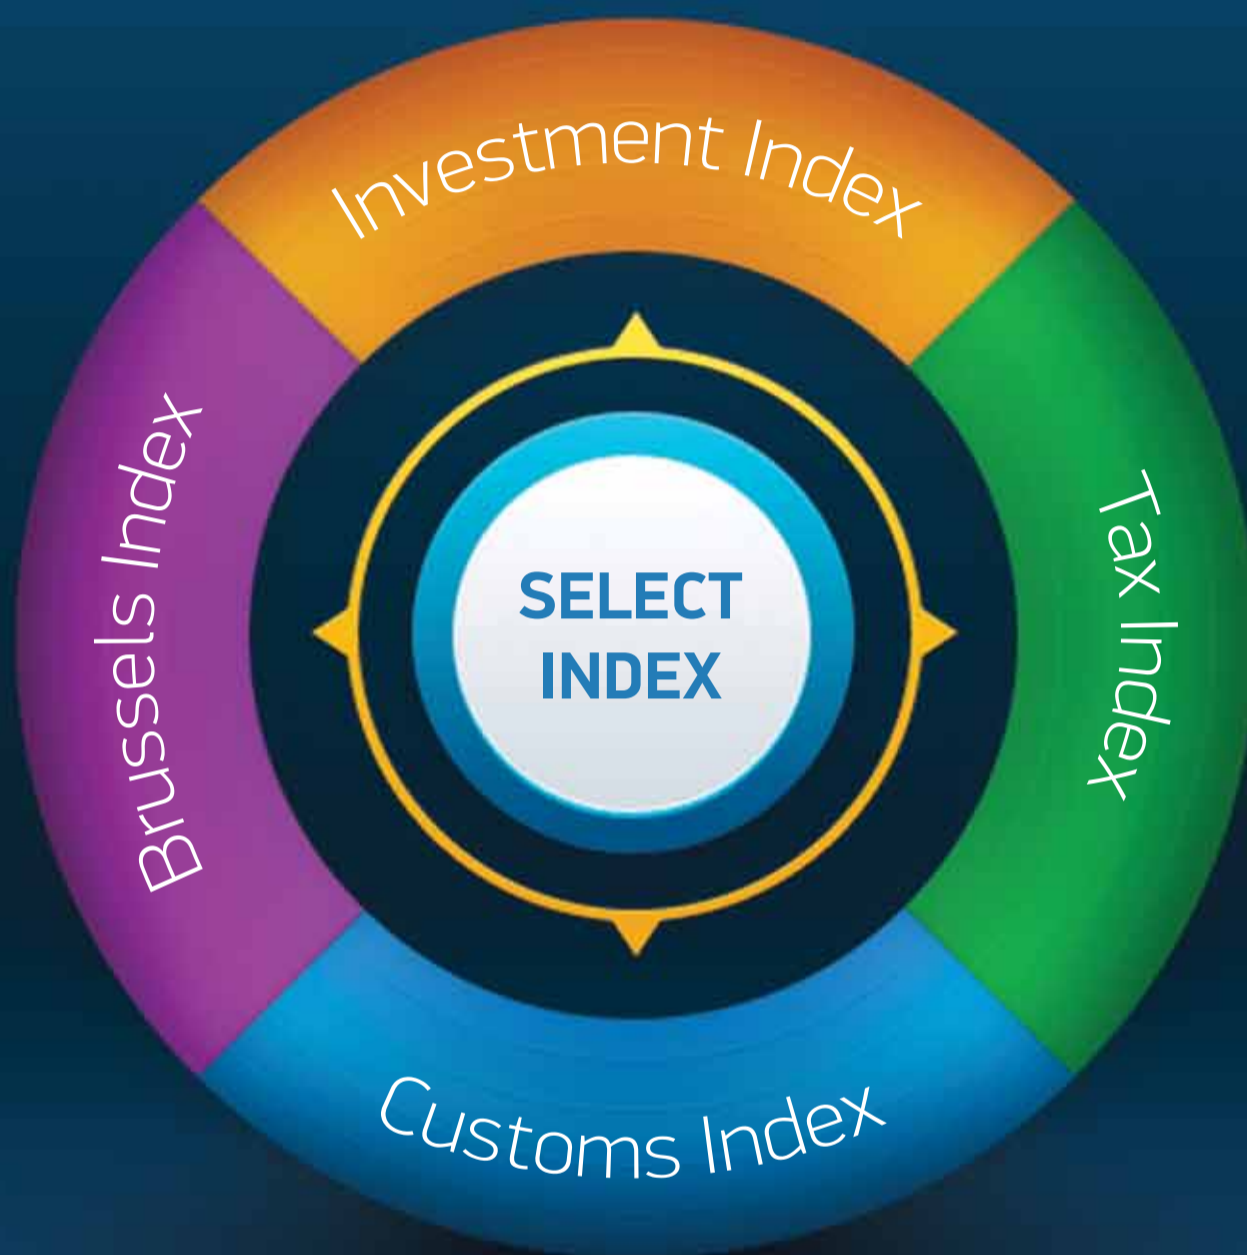 Investment Index
Brussels Index
SELECT
INDEX
Tax Index
Customs Index